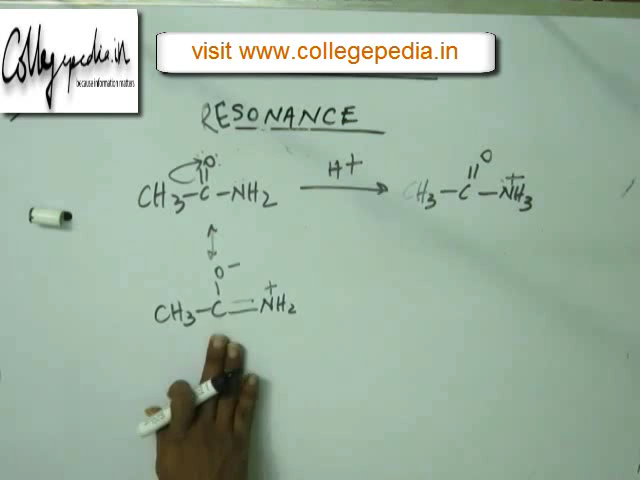 Collegepedia.in
because information matters
visit www.collegepedia.in
RESONANCE
O
CH3-C-NH2
H+
O
CH3-C-NH3
+
O-
CH3-C=NH2
+